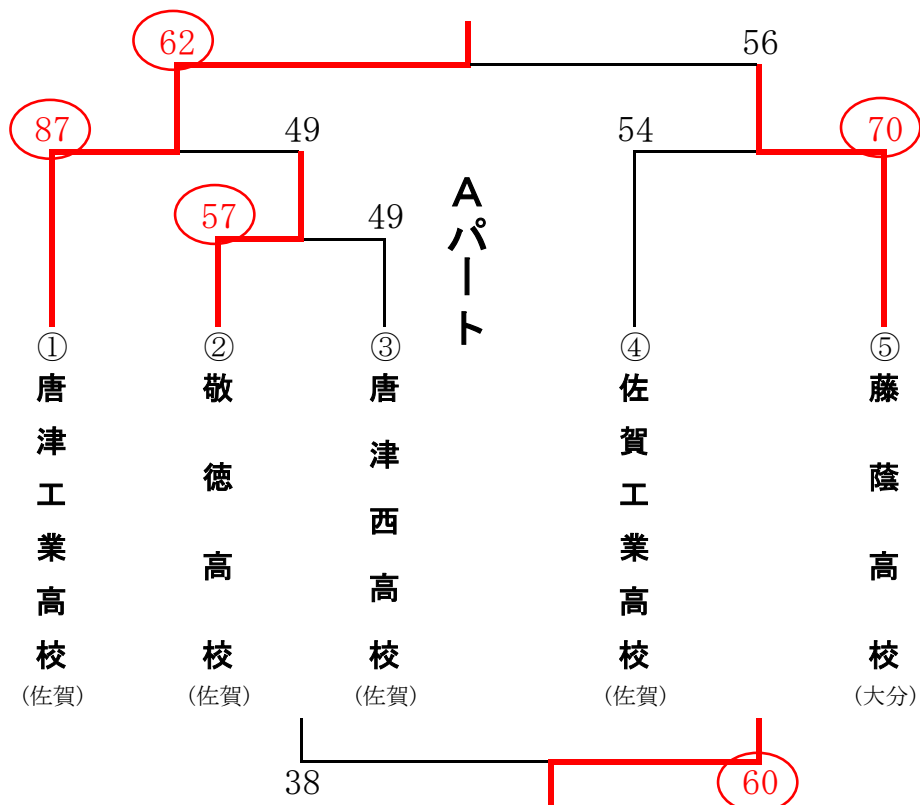 62
56
87
49
54
70
57
49
Aパート
①
②
③
④
⑤
唐津工業高校
敬徳高校
唐津西高校
佐賀工業高校
藤蔭高校
(佐賀)
(佐賀)
(佐賀)
(佐賀)
(大分)
38
60